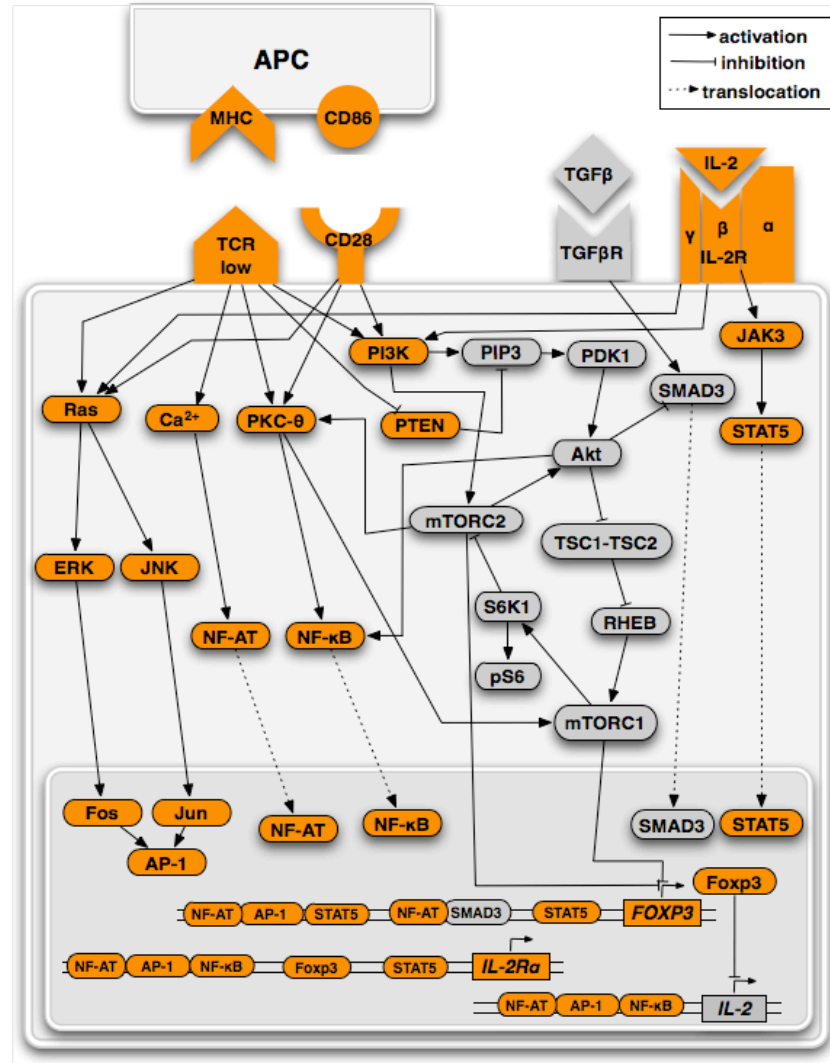 APC
activation
inhibition
translocation
MHC
CD86
TGFβ
IL-2
TCR
low
CD28
TGFβR
γ
β
α
IL-2R
PI3K
PIP3
PDK1
JAK3
SMAD3
Ras
Ca²⁺
PKC-θ
PTEN
STAT5
Akt
mTORC2
TSC1-TSC2
ERK
JNK
S6K1
RHEB
NF-AT
NF-κB
pS6
mTORC1
Fos
Jun
NF-AT
NF-κB
SMAD3
STAT5
AP-1
Foxp3
NF-AT
AP-1
STAT5
NF-AT
SMAD3
STAT5
FOXP3
NF-AT
AP-1
NF-κB
Foxp3
STAT5
IL-2Rα
NF-AT
AP-1
NF-κB
IL-2